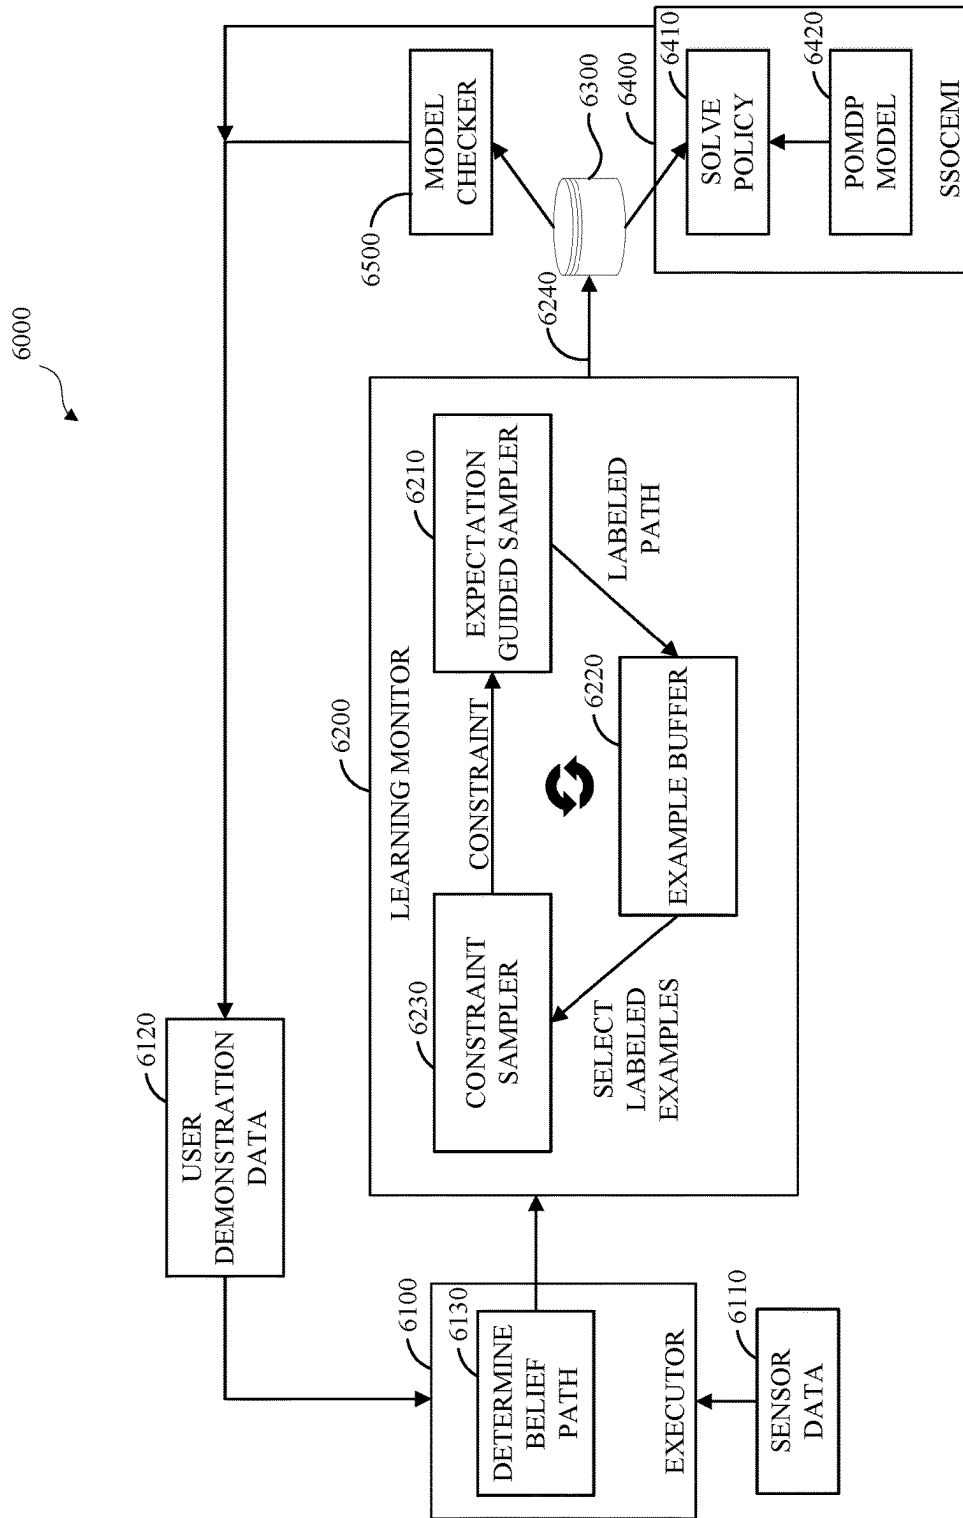 6000
6120
USER
DEMONSTRATION
DATA
6100
6130
DETERMINE
BELIEF
PATH
EXECUTOR
6110
SENSOR
DATA
6200
LEARNING MONITOR
6230
CONSTRAINT
SAMPLER
CONSTRAINT
6210
EXPECTATION
GUIDED SAMPLER
SELECT
LABELED
EXAMPLES
6220
EXAMPLE BUFFER
LABELED
PATH
6240
6500
MODEL
CHECKER
6300
6400
6410
SOLVE
POLICY
6420
POMDP
MODEL
SSOCEMI